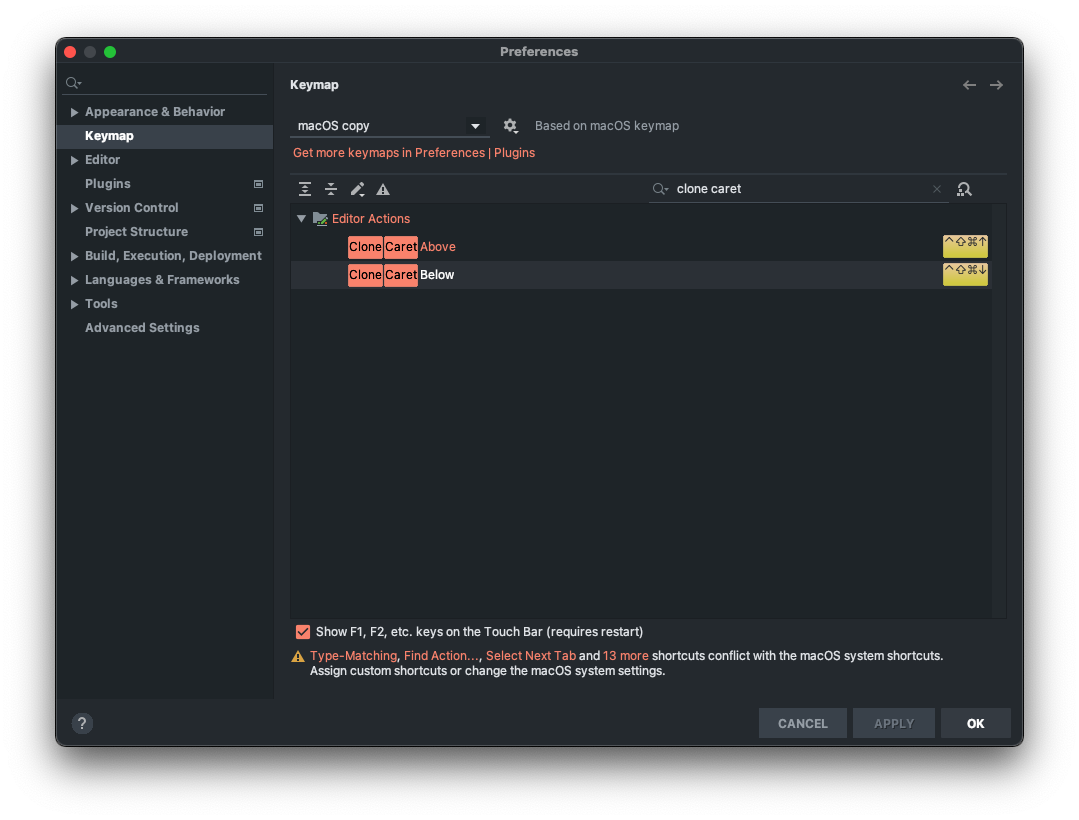 Preferences
Appearance & Behavior
Keymap
Editor
Plugins
Version Control
Project Structure
Build, Execution, Deployment
Languages & Frameworks
Tools
Advanced Settings
Keymap
macOS copy
Based on macOS keymap
Get more keymaps in Preferences | Plugins
clone caret
Editor Actions
Clone Caret Above ⌃⇧⌘↑
Clone Caret Below ⌃⇧⌘↓
Show F1, F2, etc. keys on the Touch Bar (requires restart)
Type-Matching, Find Action..., Select Next Tab and 13 more shortcuts conflict with the macOS system shortcuts.
Assign custom shortcuts or change the macOS system settings.
?
CANCEL APPLY OK